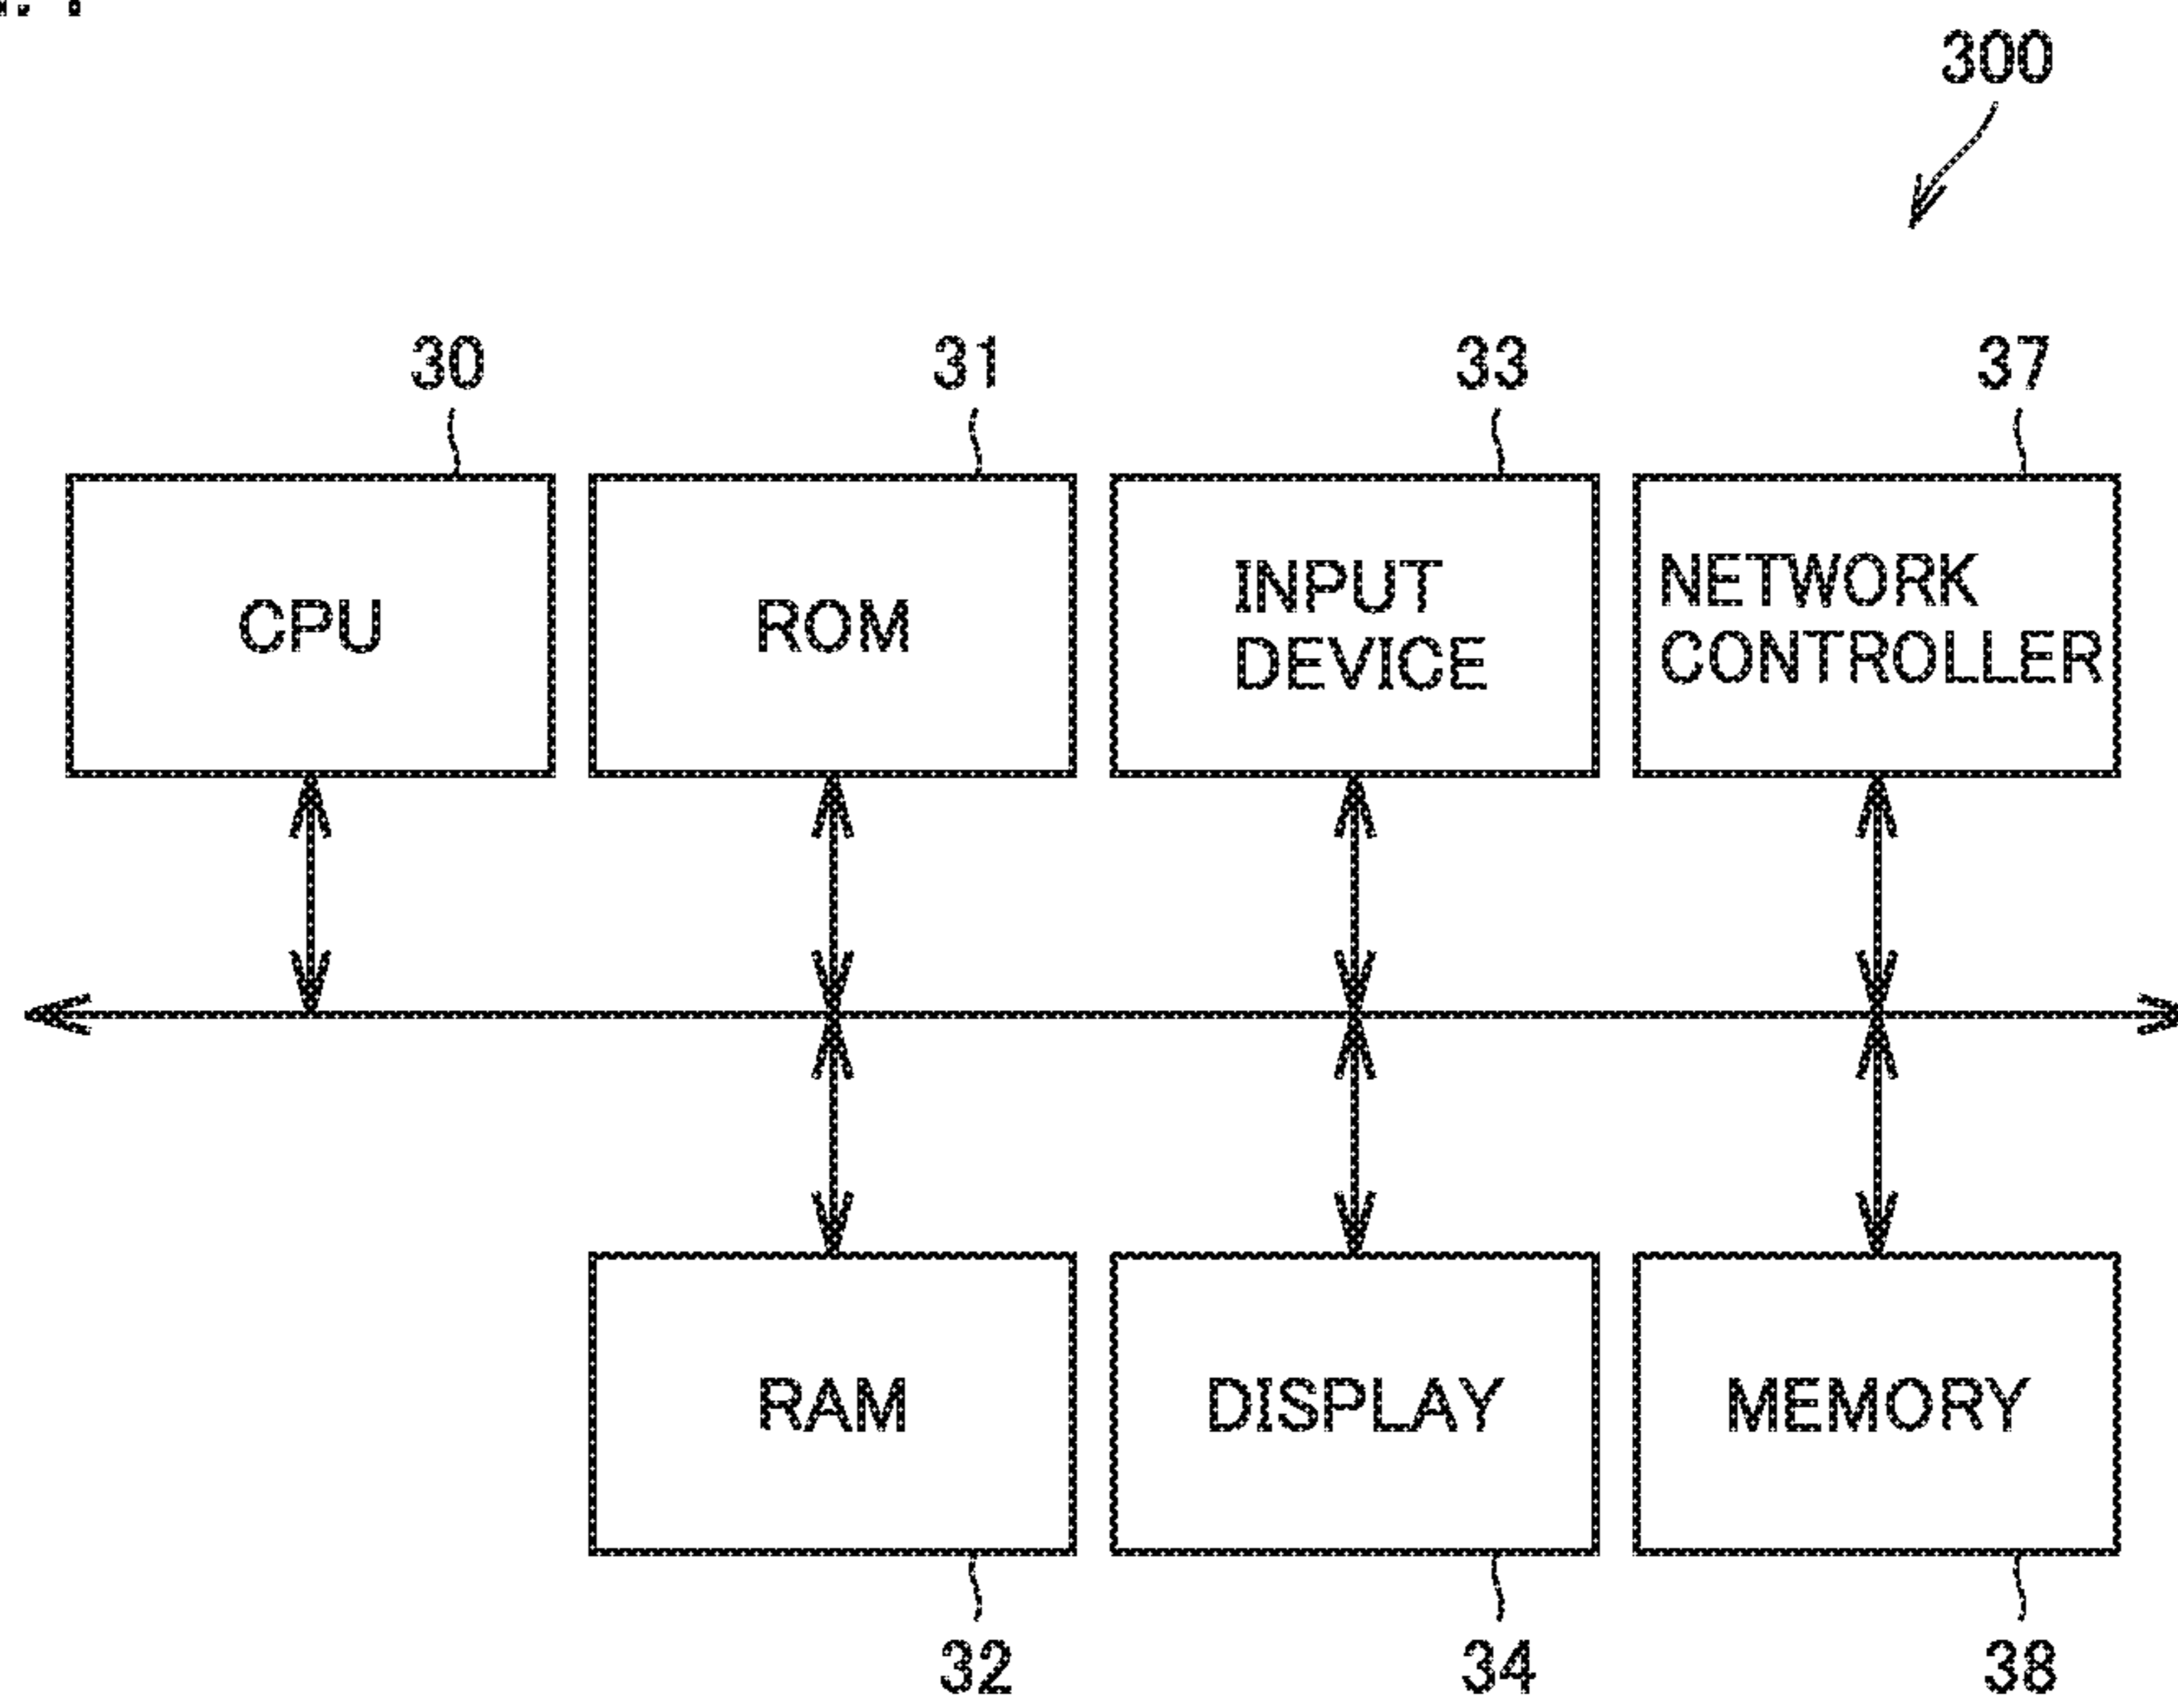 300
30
31
33
37
CPU
ROM
INPUT
DEVICE
NETWORK
CONTROLLER
RAM
DISPLAY
MEMORY
32
34
38